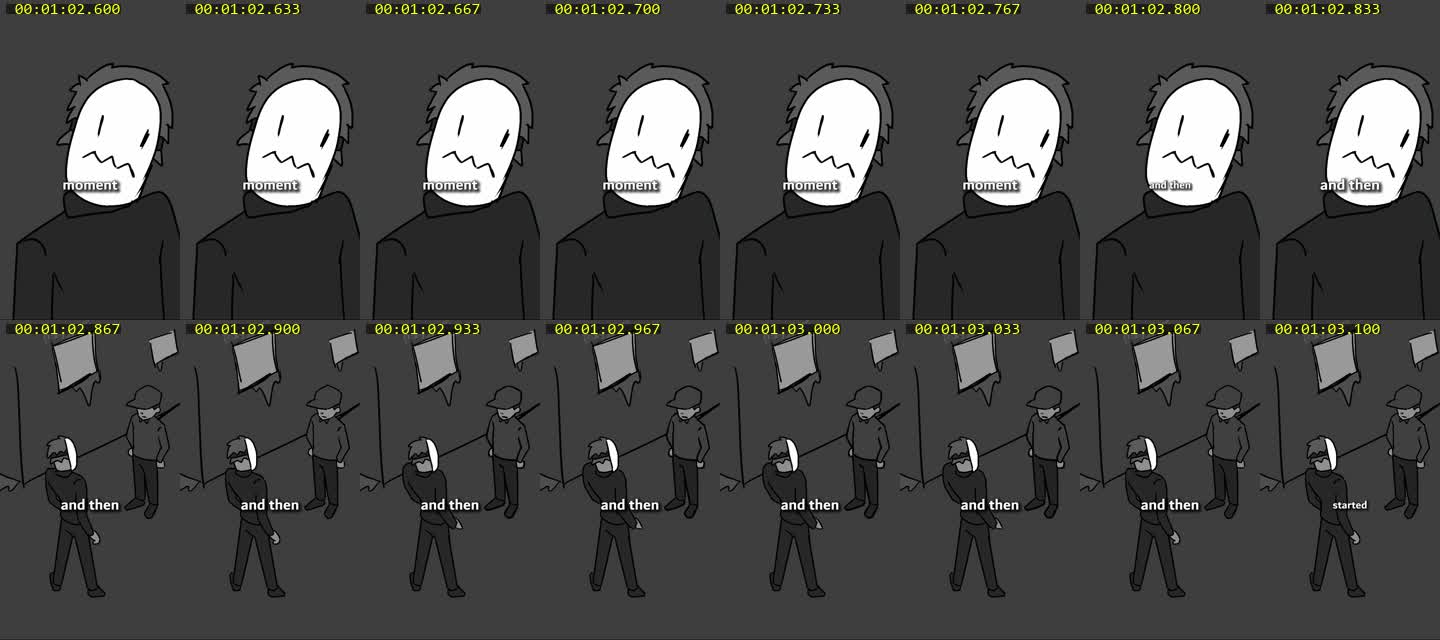 00:01:02.600 00:01:02.633 00:01:02.667 00:01:02.700 00:01:02.733 00:01:02.767 00:01:02.800 00:01:02.833
moment moment moment moment moment moment and then and then
00:01:02.867 00:01:02.900 00:01:02.933 00:01:02.967 00:01:03.000 00:01:03.033 00:01:03.067 00:01:03.100
and then and then and then and then and then and then and then started